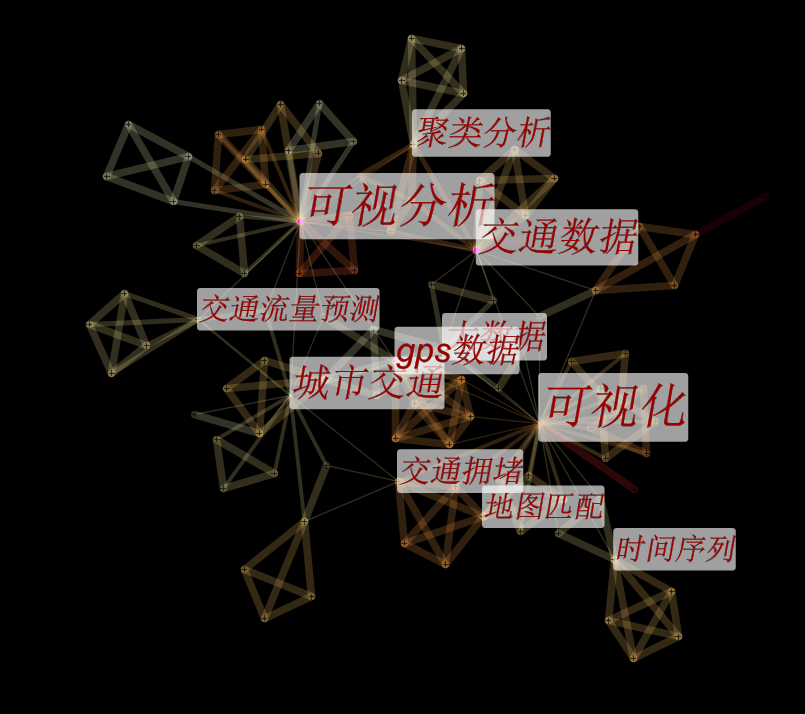 聚类分析
可视分析
交通数据
交通流量预测
大数据
gps数据
城市交通
可视化
交通拥堵
地图匹配
时间序列